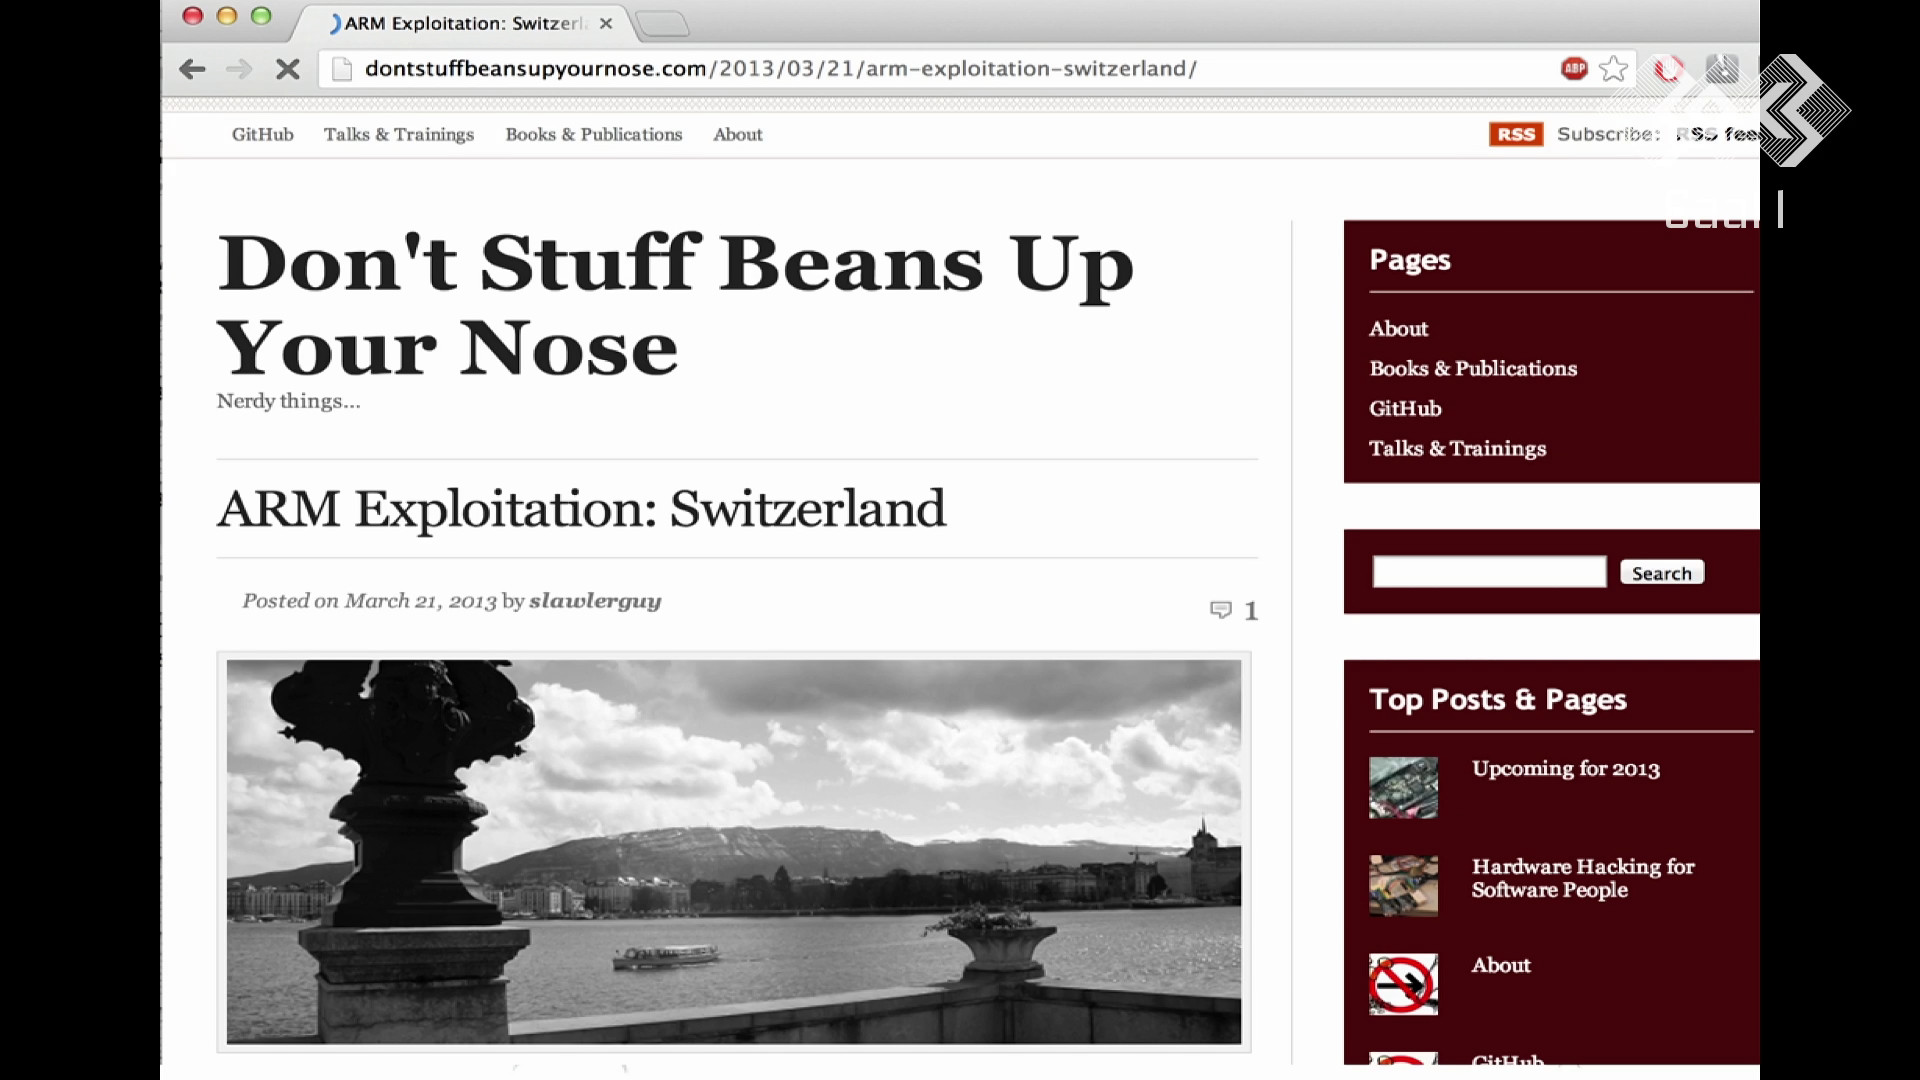 ARM Exploitation: Switzerl
dontstuffbeansupyournose.com/2013/03/21/arm-exploitation-switzerland/
ABP
GitHub Talks & Trainings Books & Publications About
RSS Subscribe: RSS fee
Don't Stuff Beans Up
Your Nose
Nerdy things...
ARM Exploitation: Switzerland
Posted on March 21, 2013 by slawlerguy
1
Pages
About
Books & Publications
GitHub
Talks & Trainings
Search
Top Posts & Pages
Upcoming for 2013
Hardware Hacking for
Software People
About
GitHub